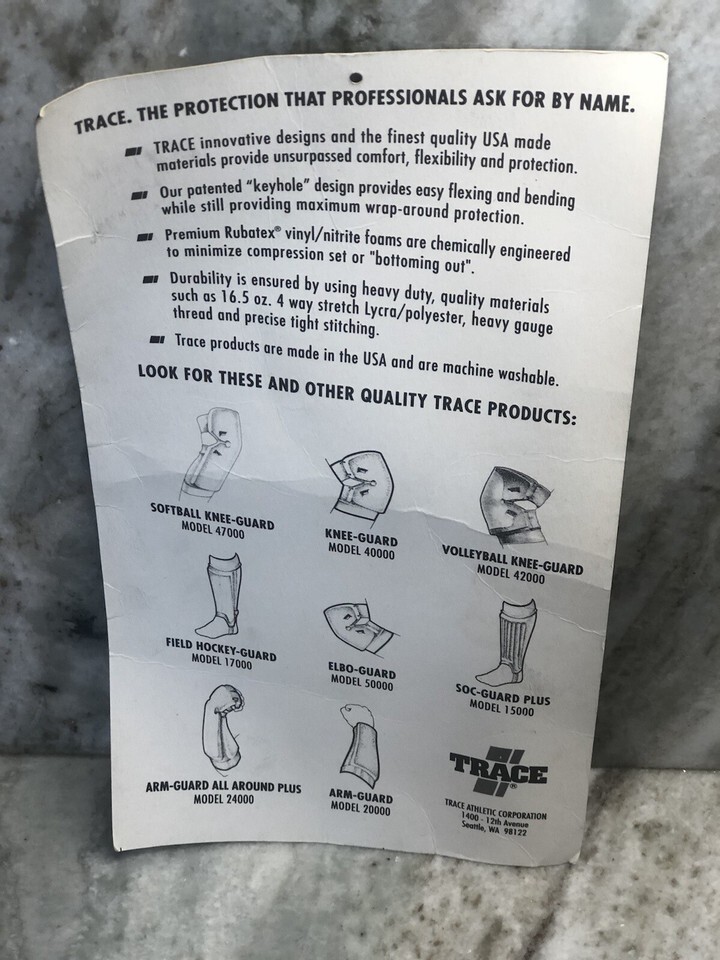 TRACE. THE PROTECTION THAT PROFESSIONALS ASK FOR BY NAME.
TRACE innovative designs and the finest quality USA made
materials provide unsurpassed comfort, flexibility and protection.
Our patented "keyhole" design provides easy flexing and bending
while still providing maximum wrap-around protection.
Premium Rubatex® vinyl/nitrite foams are chemically engineered
to minimize compression set or "bottoming out".
Durability is ensured by using heavy duty, quality materials
such as 16.5 oz. 4 way stretch Lycra/polyester, heavy gauge
thread and precise tight stitching.
Trace products are made in the USA and are machine washable.
LOOK FOR THESE AND OTHER QUALITY TRACE PRODUCTS:
SOFTBALL KNEE-GUARD
MODEL 47000
KNEE-GUARD
MODEL 40000
VOLLEYBALL KNEE-GUARD
MODEL 42000
FIELD HOCKEY-GUARD
MODEL 17000
ELBO-GUARD
MODEL 50000
SOC-GUARD PLUS
MODEL 15000
ARM-GUARD ALL AROUND PLUS
MODEL 24000
ARM-GUARD
MODEL 20000
TRACE®
TRACE ATHLETIC CORPORATION
1400 - 12th Avenue
Seattle, WA 98122